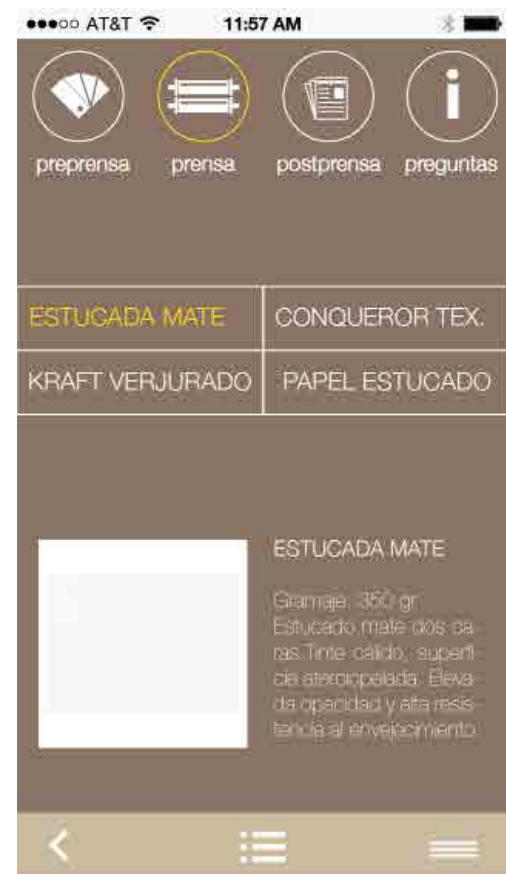 AT&T 11:57 AM
preprensa prensa postprensa preguntas
ESTUCADA MATE CONQUEROR TEX.
KRAFT VERJURADO PAPEL ESTUCADO
ESTUCADA MATE
Gramaje: 350 gr
Estucado mate dos ca
ras.Tinte cálido, superfi
cie aterciopelada. Eleva
da opacidad y alta resis
tencia al envejecimiento